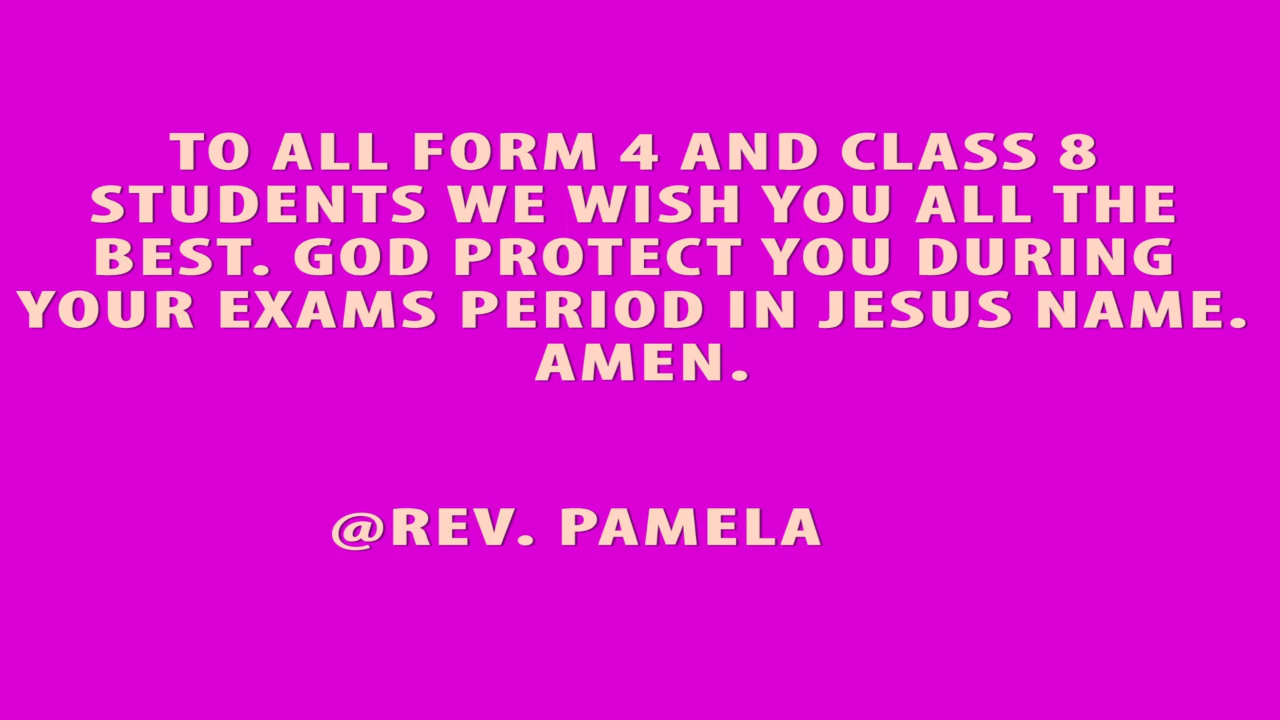 TO ALL FORM 4 AND CLASS 8
STUDENTS WE WISH YOU ALL THE
BEST. GOD PROTECT YOU DURING
YOUR EXAMS PERIOD IN JESUS NAME.
AMEN.
@REV. PAMELA